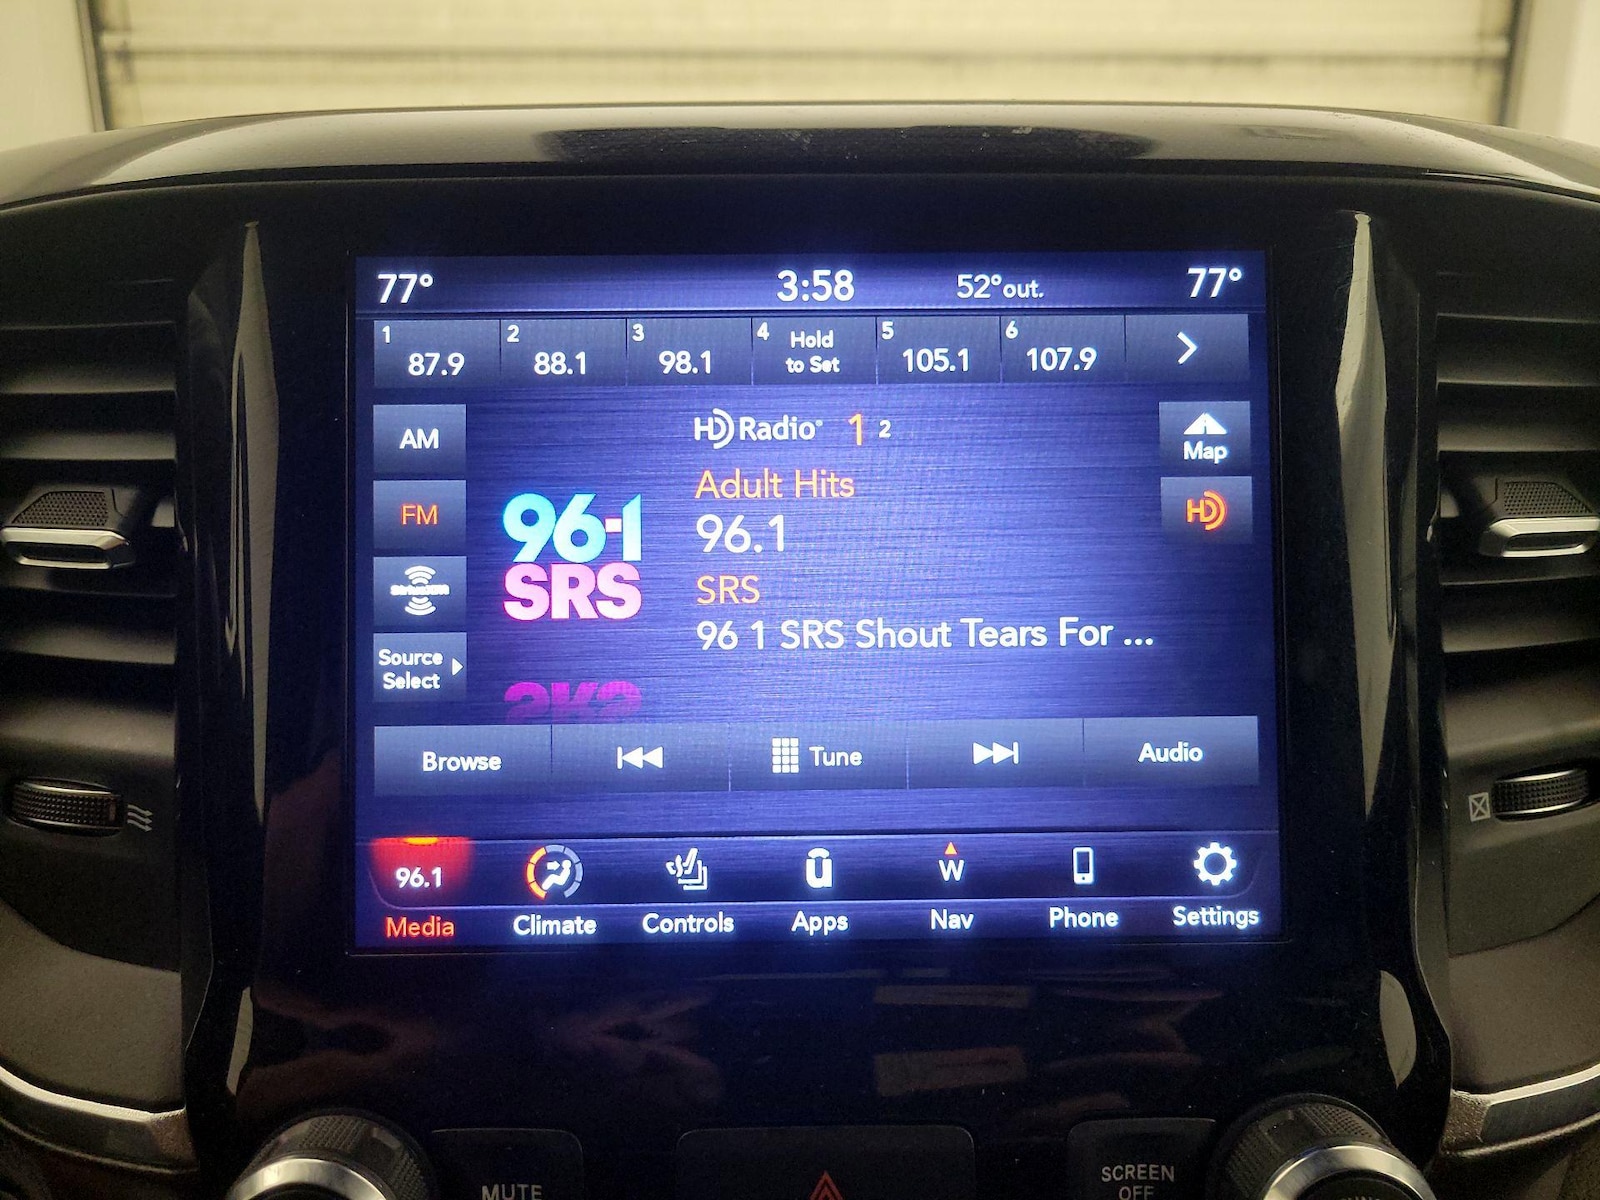 77° 3:58 52° out. 77°
1 87.9 2 88.1 3 98.1 4 Hold to Set 5 105.1 6 107.9
AM
HD Radio 1 2
Map
Adult Hits
FM
96.1
SRS
96.1
HD
SiriusXM
SRS
96 1 SRS Shout Tears For ...
Source
Select
Browse Tune Audio
96.1 W
Media Climate Controls Apps Nav Phone Settings
MUTE
SCREEN
OFF